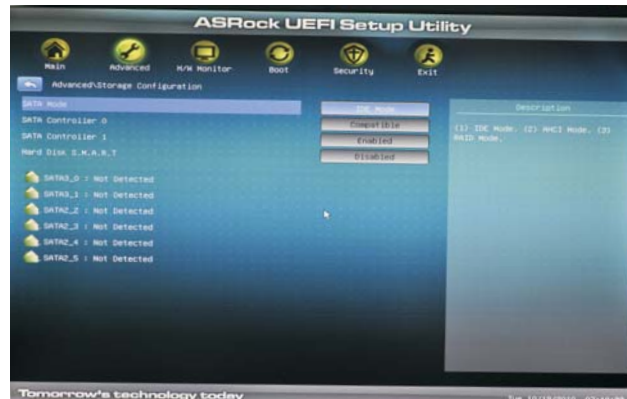 ASRock UEFI Setup Utility
Main Advanced H/W Monitor Boot Security Exit
Advanced\Storage Configuration
SATA Mode IDE Mode
SATA Controller 0 Compatible
SATA Controller 1 Enabled
Hard Disk S.M.A.R.T Disabled
SATA3_0 : Not Detected
SATA3_1 : Not Detected
SATA2_2 : Not Detected
SATA2_3 : Not Detected
SATA2_4 : Not Detected
SATA2_5 : Not Detected
Description
(1) IDE Mode. (2) AHCI Mode. (3)
RAID Mode.
Tomorrow's technology today